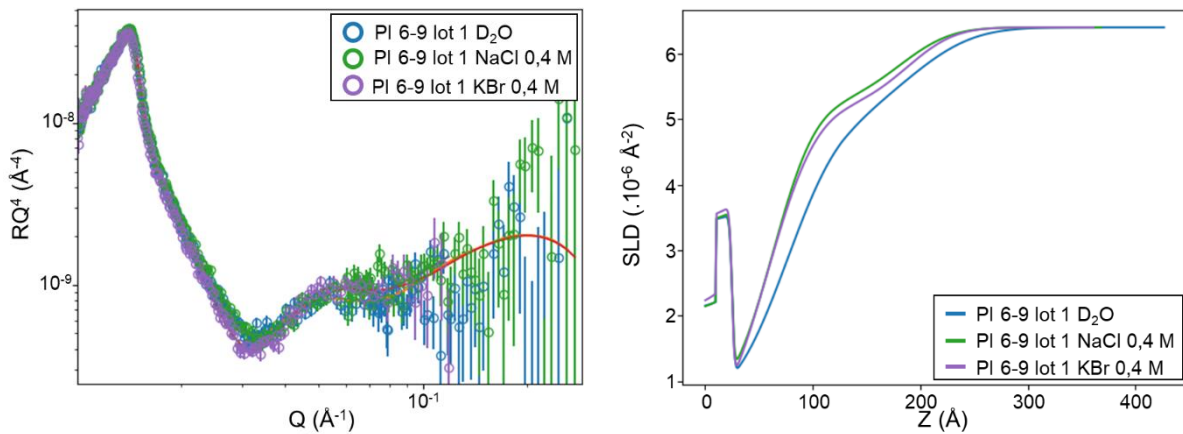 PI 6-9 lot 1 D₂O
PI 6-9 lot 1 NaCl 0,4 M
PI 6-9 lot 1 KBr 0,4 M
10⁻⁸
10⁻⁹
RQ⁴ (Å⁻⁴)
10⁻¹
Q (Å⁻¹)
6
5
4
3
2
1
SLD (.10⁻⁶ Å⁻²)
PI 6-9 lot 1 D₂O
PI 6-9 lot 1 NaCl 0,4 M
PI 6-9 lot 1 KBr 0,4 M
0 100 200 300 400
Z (Å)